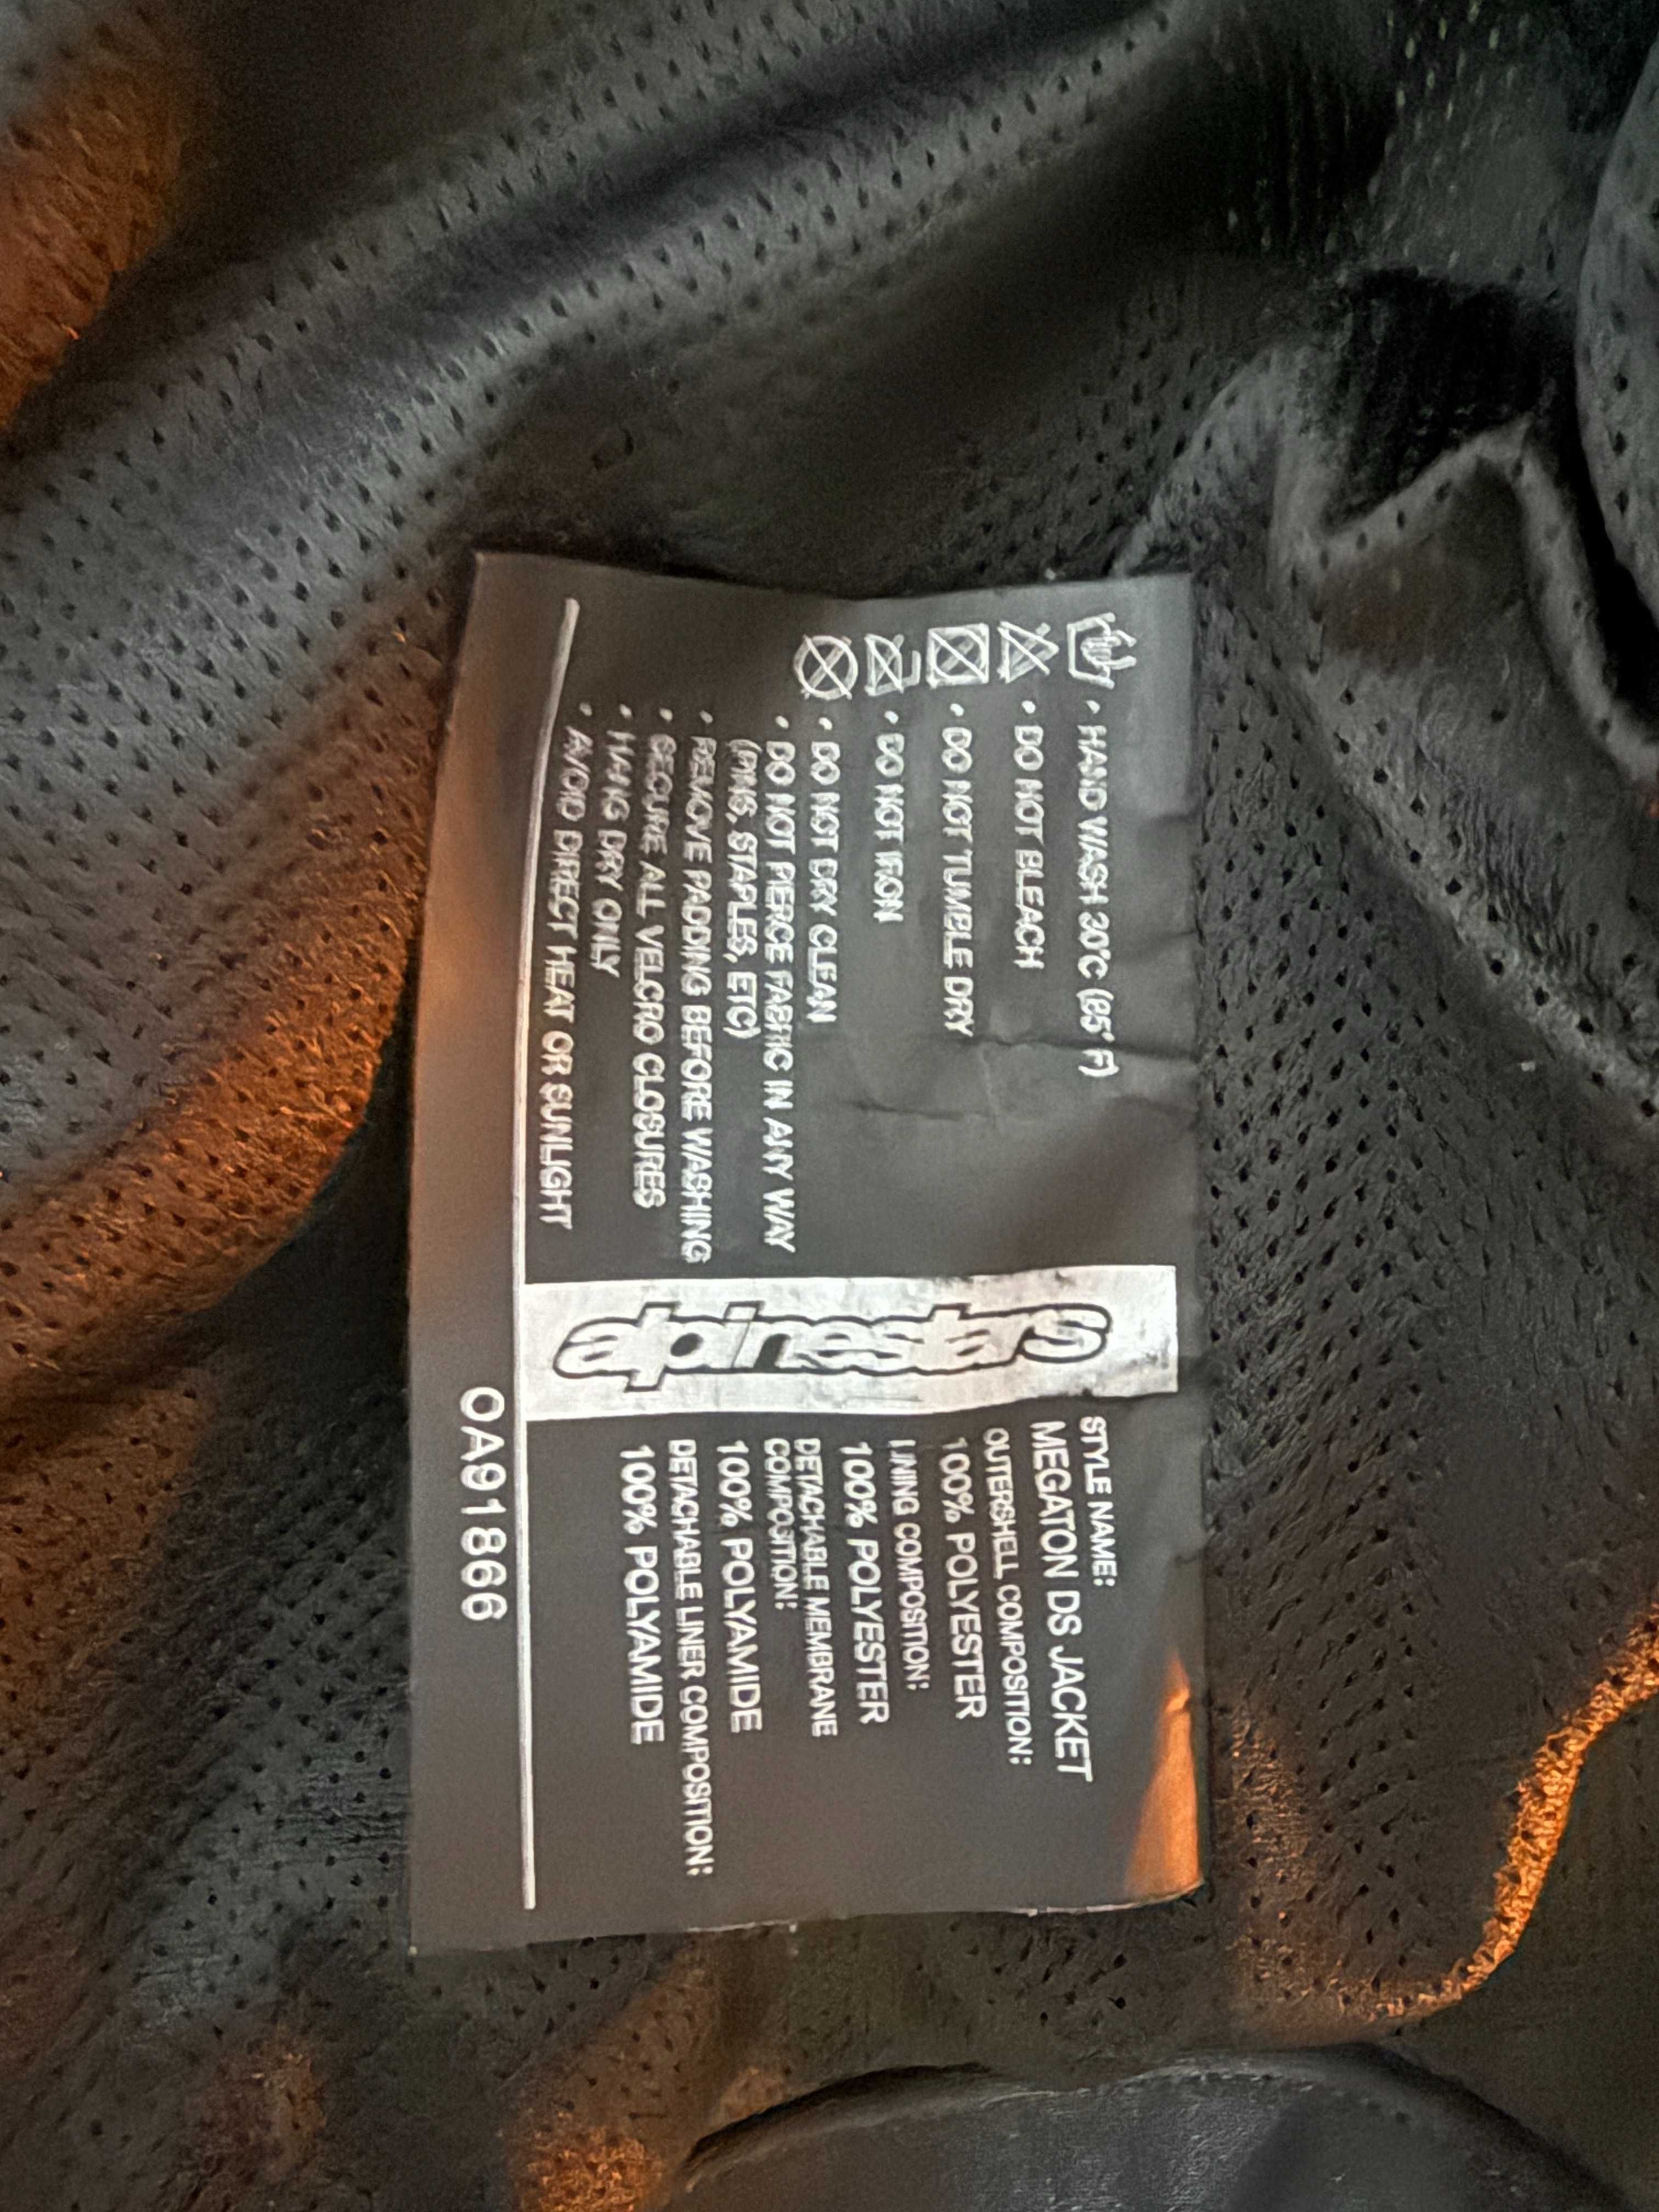 • HAND WASH 30°C (85° F)
• DO NOT BLEACH
• DO NOT TUMBLE DRY
• DO NOT IRON
• DO NOT DRY CLEAN
• DO NOT PIERCE FABRIC IN ANY WAY
(PINS, STAPLES, ETC)
• REMOVE PADDING BEFORE WASHING
• SECURE ALL VELCRO CLOSURES
• HANG DRY ONLY
• AVOID DIRECT HEAT OR SUNLIGHT
alpinestars
STYLE NAME:
MEGATON DS JACKET
OUTERSHELL COMPOSITION:
100% POLYESTER
LINING COMPOSITION:
100% POLYESTER
DETACHABLE MEMBRANE
COMPOSITION:
100% POLYAMIDE
DETACHABLE LINER COMPOSITION:
100% POLYAMIDE
OA91866